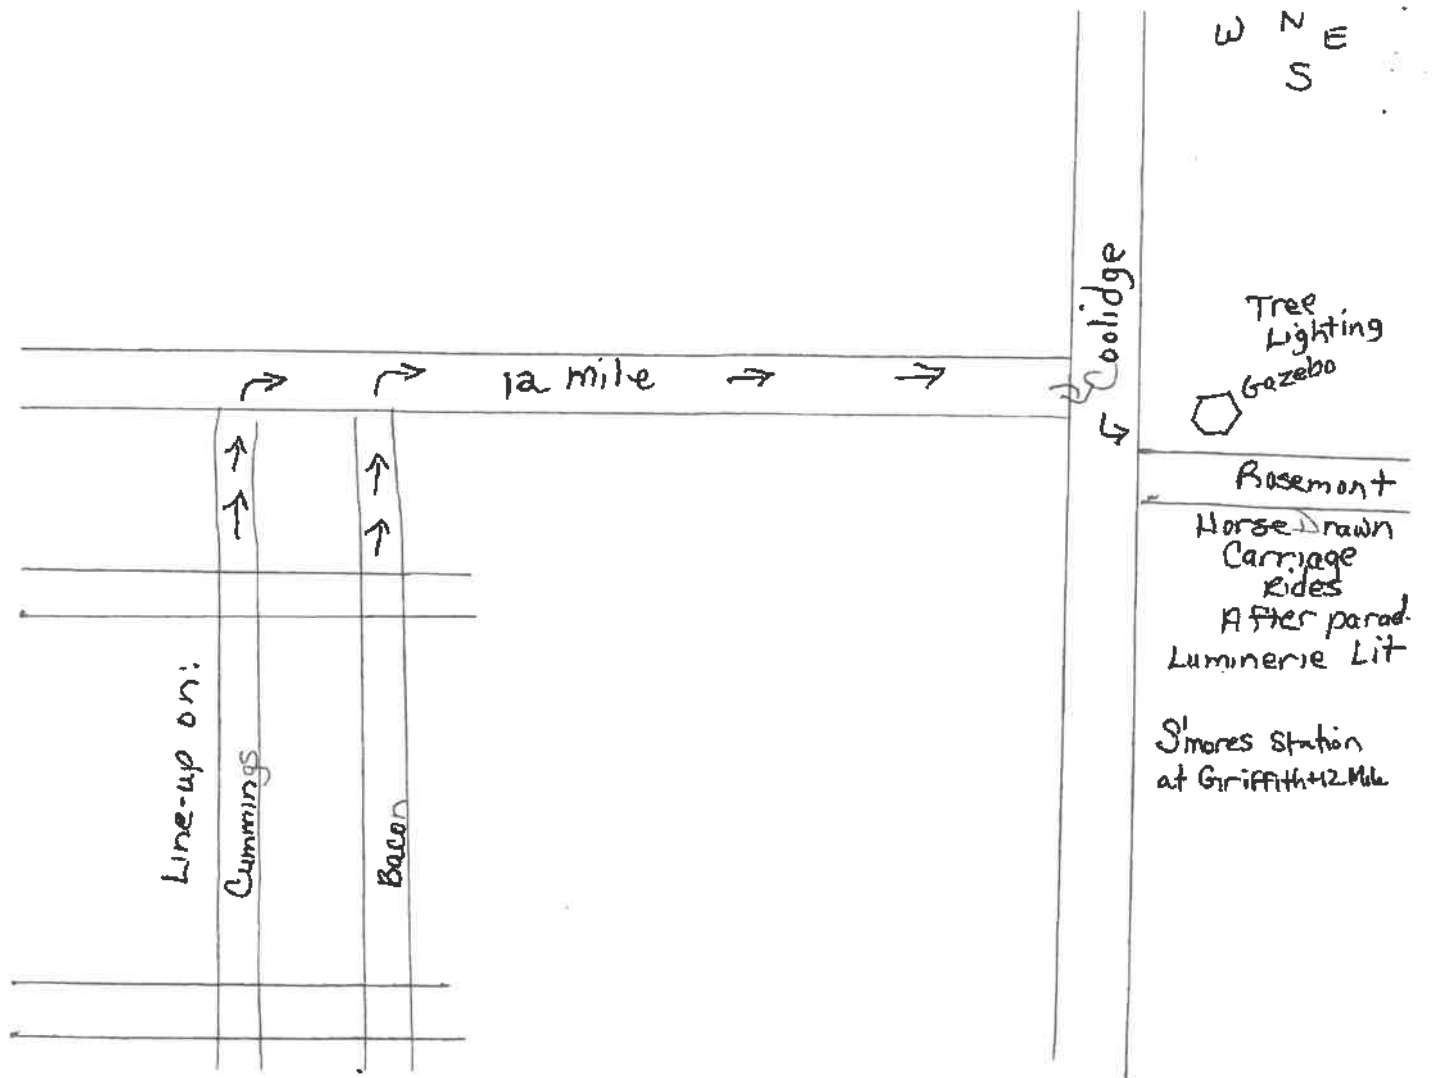 W N E
S
Coolidge
Tree
Lighting
Gazebo
12 mile
Rosemont
Horse Drawn
Carriage
Rides
After parad
Luminerie Lit
S'mores Station
at Griffith+12 Mile
Line-up on:
Cummings
Bacon